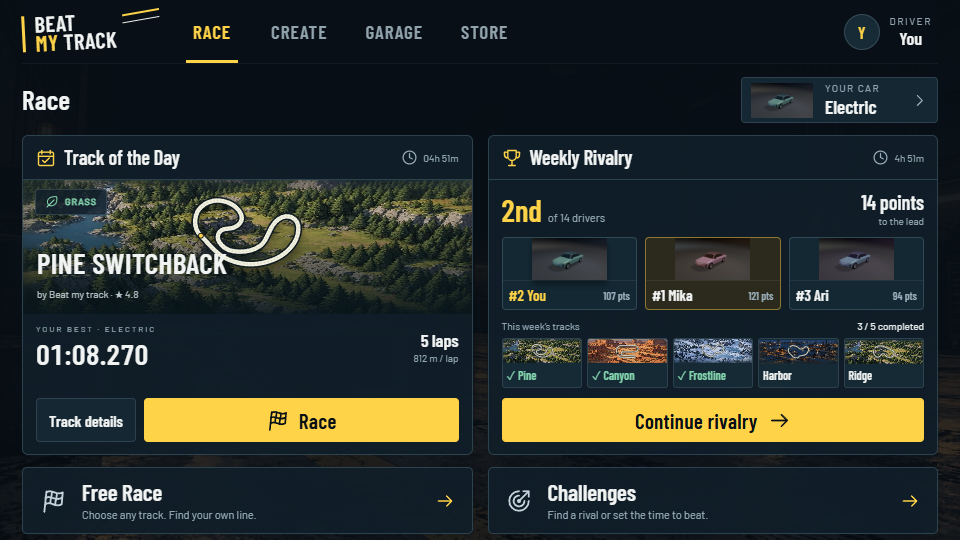 BEAT
MY TRACK
RACE
CREATE
GARAGE
STORE
Y
DRIVER
You
Race
YOUR CAR
Electric
Track of the Day
04h 51m
GRASS
PINE SWITCHBACK
by Beat my track · ★ 4.8
YOUR BEST · ELECTRIC
01:08.270
5 laps
812 m / lap
Track details
Race
Weekly Rivalry
4h 51m
2nd of 14 drivers
14 points
to the lead
#2 You 107 pts
#1 Mika 121 pts
#3 Ari 94 pts
This week's tracks
3 / 5 completed
✓ Pine
✓ Canyon
✓ Frostline
Harbor
Ridge
Continue rivalry →
Free Race
Choose any track. Find your own line.
Challenges
Find a rival or set the time to beat.